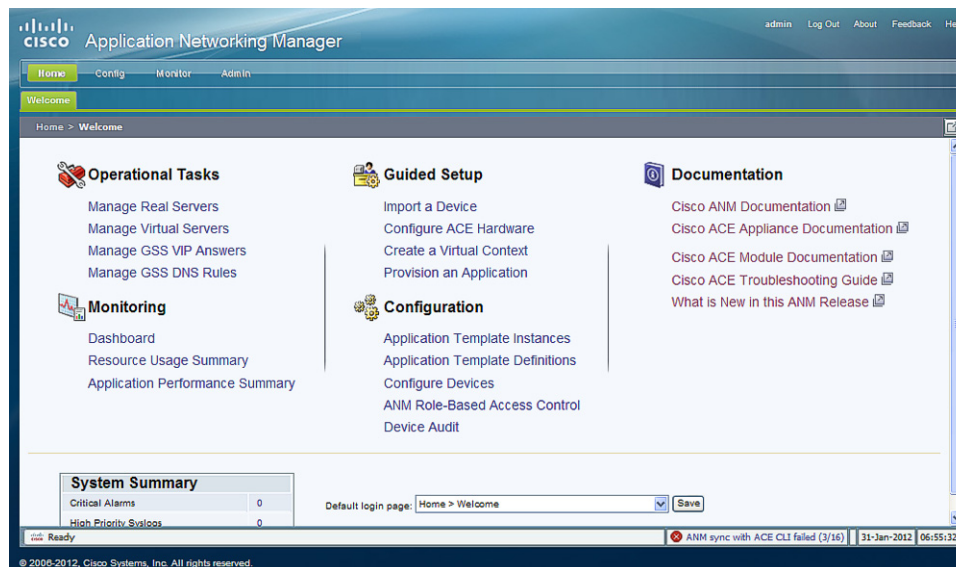 CISCO Application Networking Manager
admin Log Out About Feedback
Home Config Monitor Admin
Welcome
Home > Welcome
Operational Tasks
Manage Real Servers
Manage Virtual Servers
Manage GSS VIP Answers
Manage GSS DNS Rules
Monitoring
Dashboard
Resource Usage Summary
Application Performance Summary
Guided Setup
Import a Device
Configure ACE Hardware
Create a Virtual Context
Provision an Application
Configuration
Application Template Instances
Application Template Definitions
Configure Devices
ANM Role-Based Access Control
Device Audit
Documentation
Cisco ANM Documentation
Cisco ACE Appliance Documentation
Cisco ACE Module Documentation
Cisco ACE Troubleshooting Guide
What is New in this ANM Release
System Summary
Critical Alarms 0
High Priority Syslogs 0
Default login page: Home > Welcome Save
Ready
ANM sync with ACE CLI failed (3/16) 31-Jan-2012 06:55:32
© 2006-2012, Cisco Systems, Inc. All rights reserved.